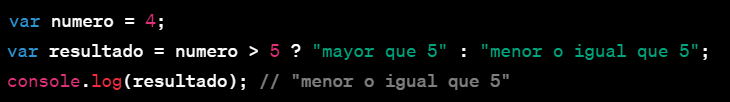 var numero = 4;
var resultado = numero > 5 ? "mayor que 5" : "menor o igual que 5";
console.log(resultado); // "menor o igual que 5"